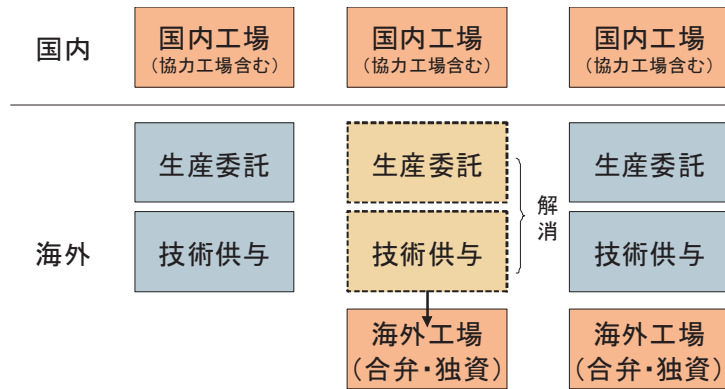 国内
国内工場
(協力工場含む)
国内工場
(協力工場含む)
国内工場
(協力工場含む)
海外
生産委託
生産委託
生産委託
解消
技術供与
技術供与
技術供与
海外工場
(合弁・独資)
海外工場
(合弁・独資)